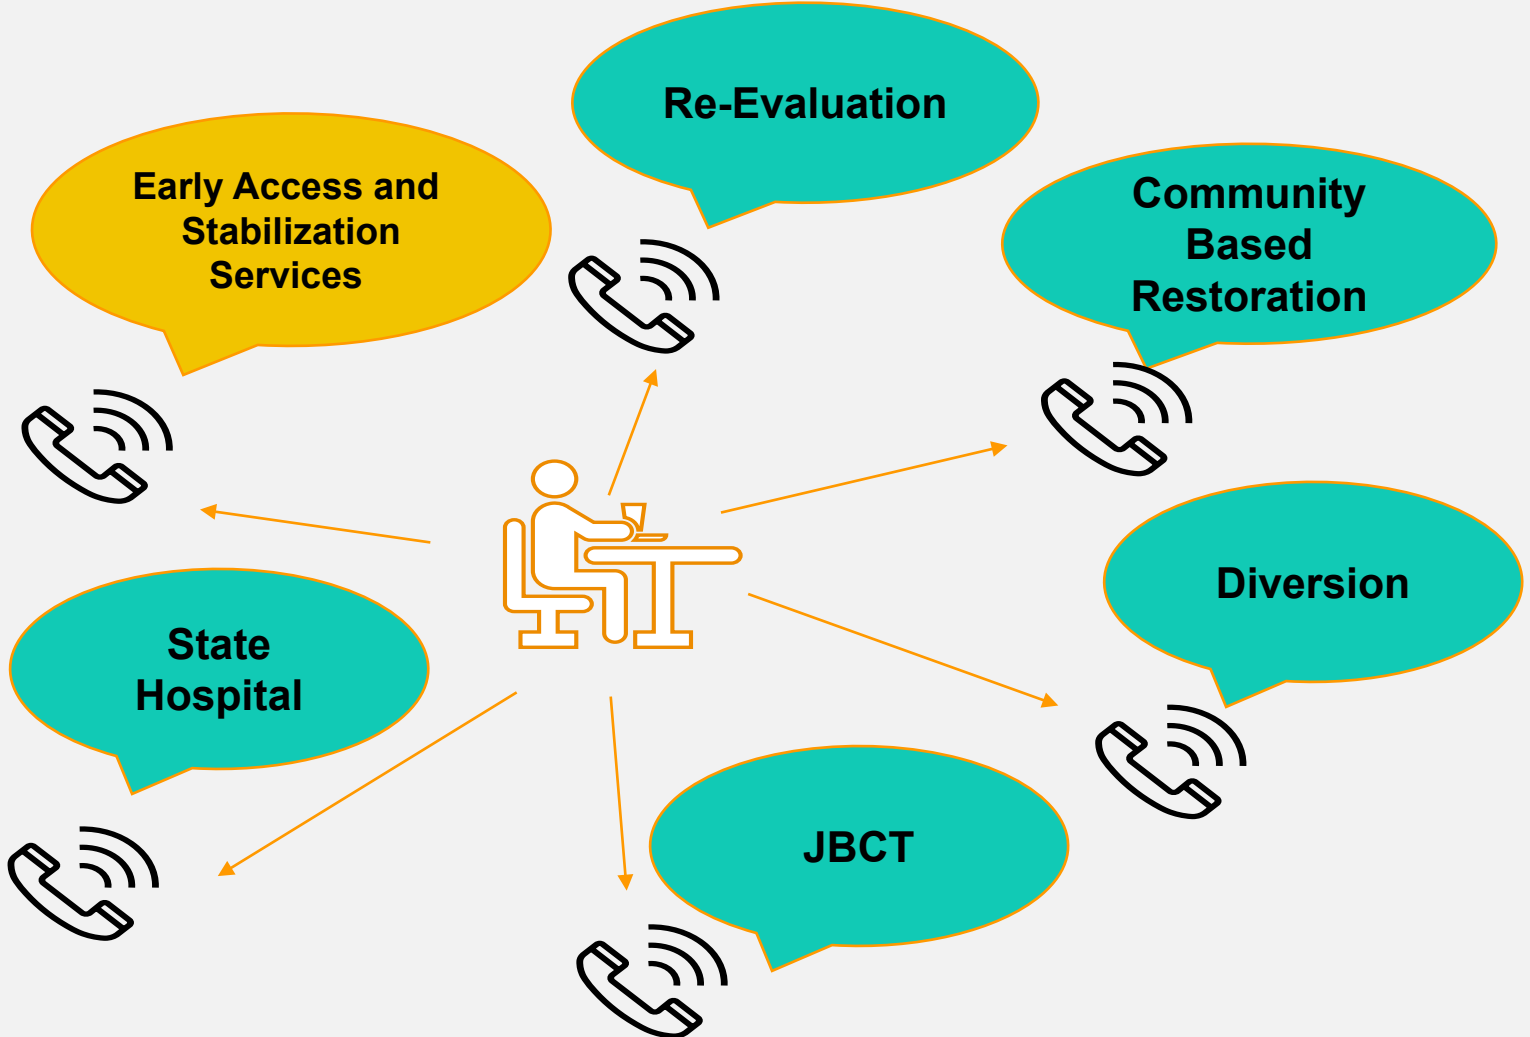 Re-Evaluation
Early Access and
Stabilization
Services
Community
Based
Restoration
Diversion
State
Hospital
JBCT